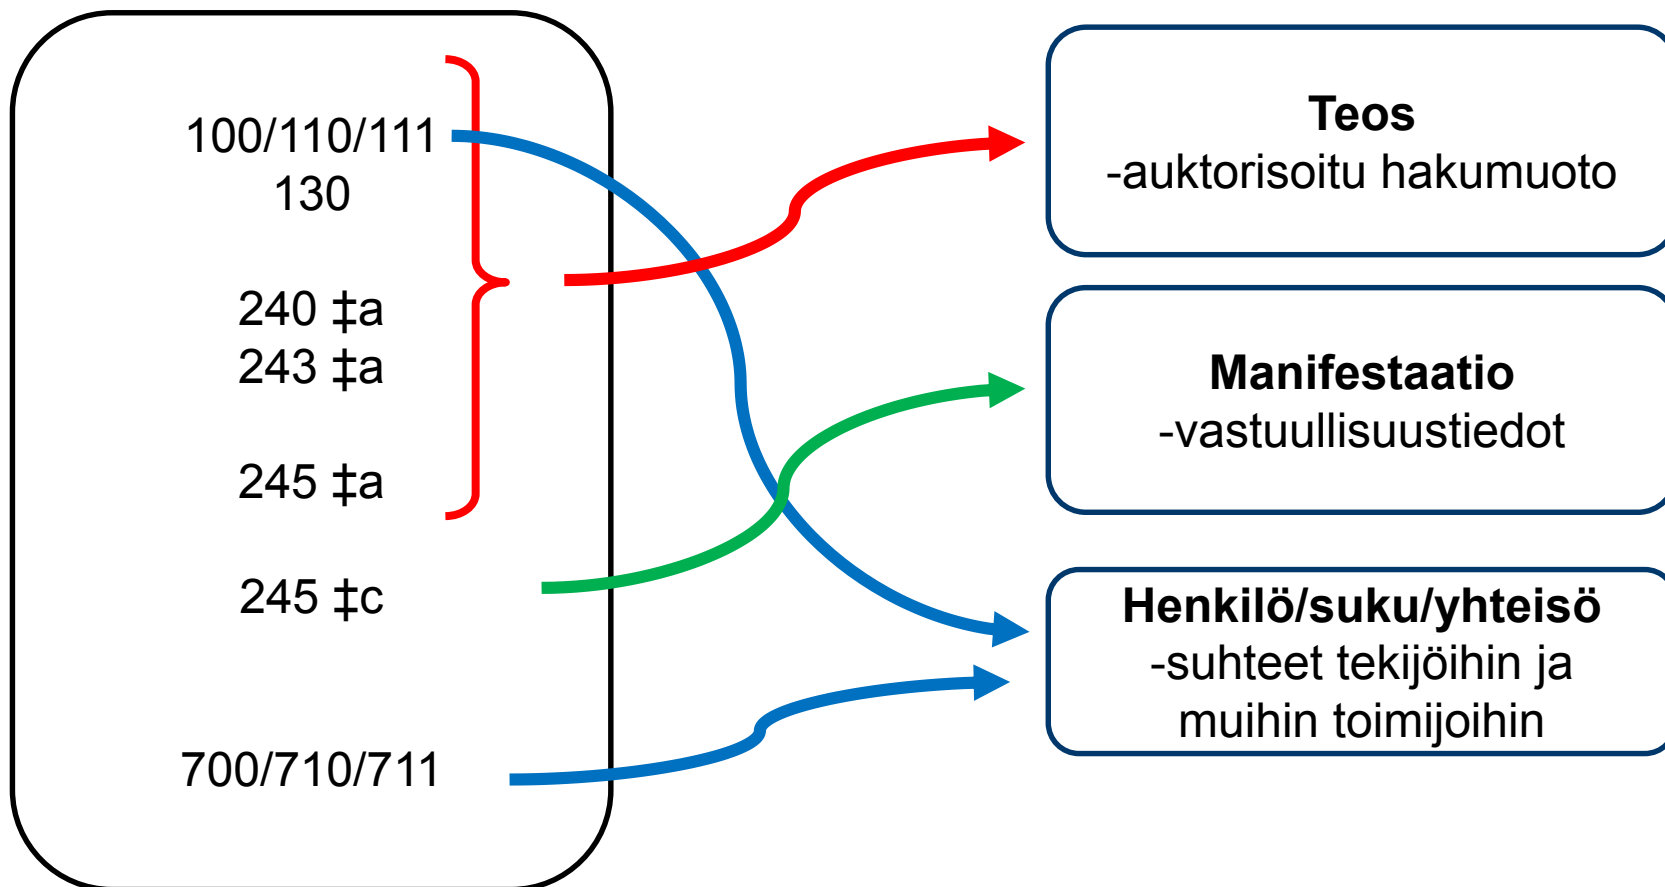 100/110/111
130
240 ‡a
243 ‡a
245 ‡a
245 ‡c
700/710/711
Teos
-auktorisoitu hakumuoto
Manifestaatio
-vastuullisuustiedot
Henkilö/suku/yhteisö
-suhteet tekijöihin ja
muihin toimijoihin